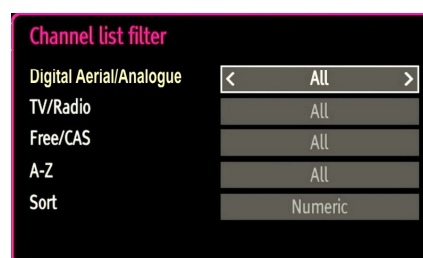 Channel list filter
Digital Aerial/Analogue < All >
TV/Radio All
Free/CAS All
A-Z All
Sort Numeric